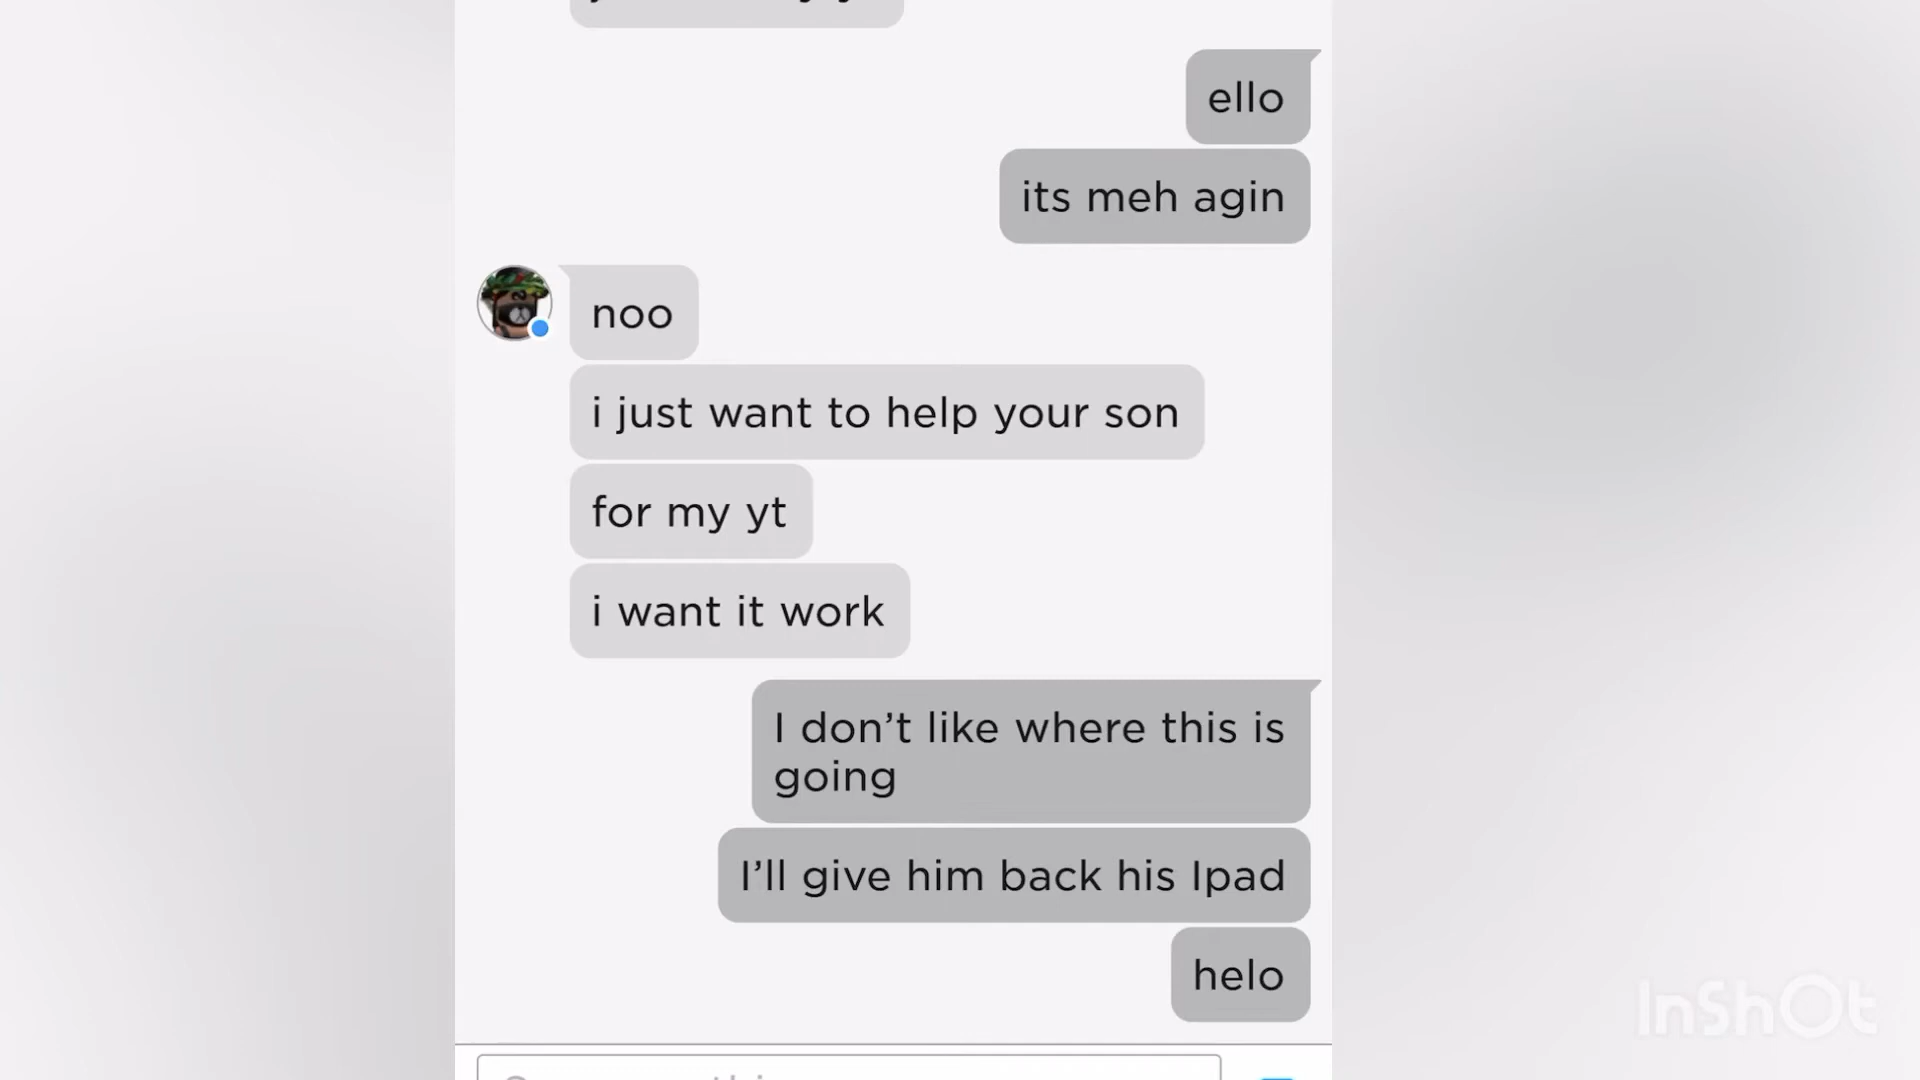 ello
its meh agin
noo
i just want to help your son
for my yt
i want it work
I don’t like where this is
going
I’ll give him back his Ipad
helo
InShOt